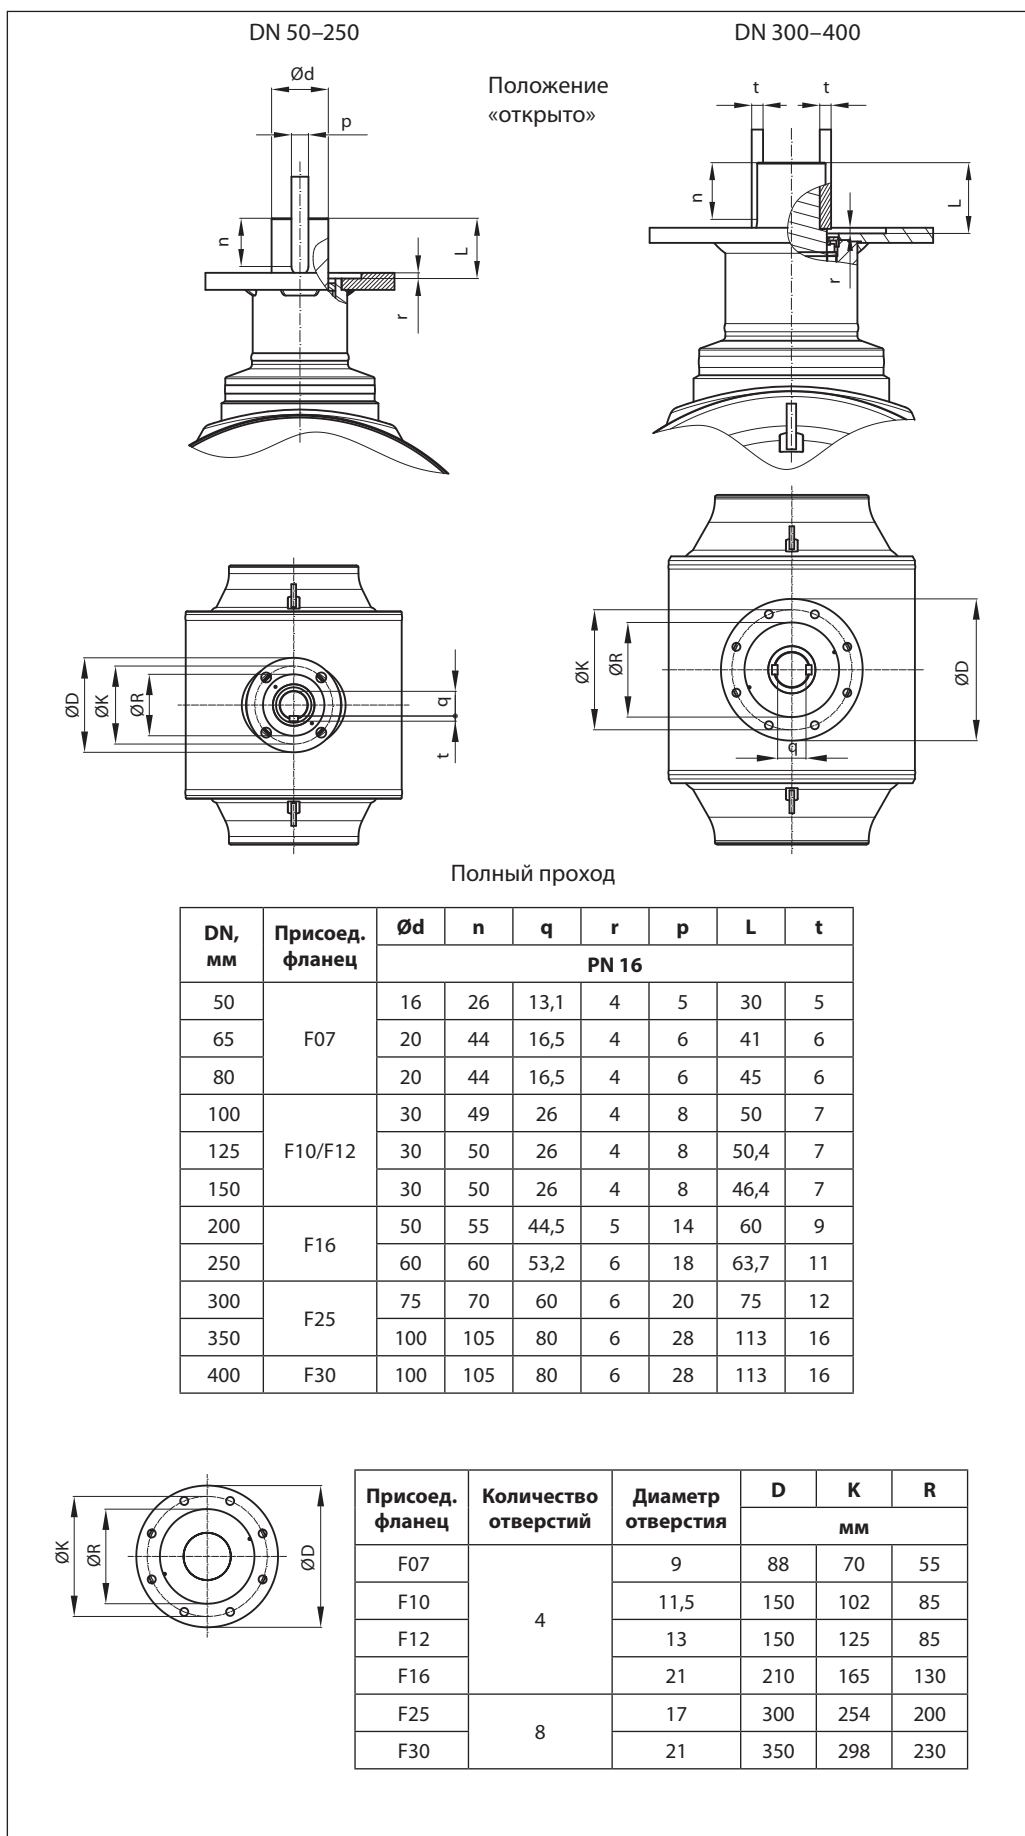 DN 50–250
DN 300–400
Положение
«открыто»
Ød
p
n
L
r
t
t
n
L
r
ØD
ØK
ØR
q
t
ØK
ØR
ØD
q
Полный проход
DN, мм Присоед. фланец Ød n q r p L t
PN 16
50 F07 16 26 13,1 4 5 30 5
65 20 44 16,5 4 6 41 6
80 20 44 16,5 4 6 45 6
100 F10/F12 30 49 26 4 8 50 7
125 30 50 26 4 8 50,4 7
150 30 50 26 4 8 46,4 7
200 F16 50 55 44,5 5 14 60 9
250 60 60 53,2 6 18 63,7 11
300 F25 75 70 60 6 20 75 12
350 100 105 80 6 28 113 16
400 F30 100 105 80 6 28 113 16
ØK
ØR
ØD
Присоед. фланец Количество отверстий Диаметр отверстия D K R
мм
F07 4 9 88 70 55
F10 11,5 150 102 85
F12 13 150 125 85
F16 21 210 165 130
F25 8 17 300 254 200
F30 21 350 298 230